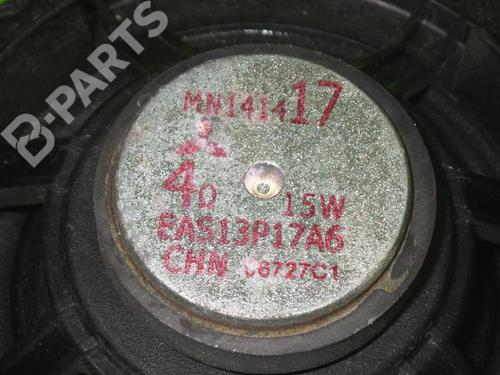 B-PARTS
MN141417
4Ω 15W
EAS13P17A6
CHN 06727C1